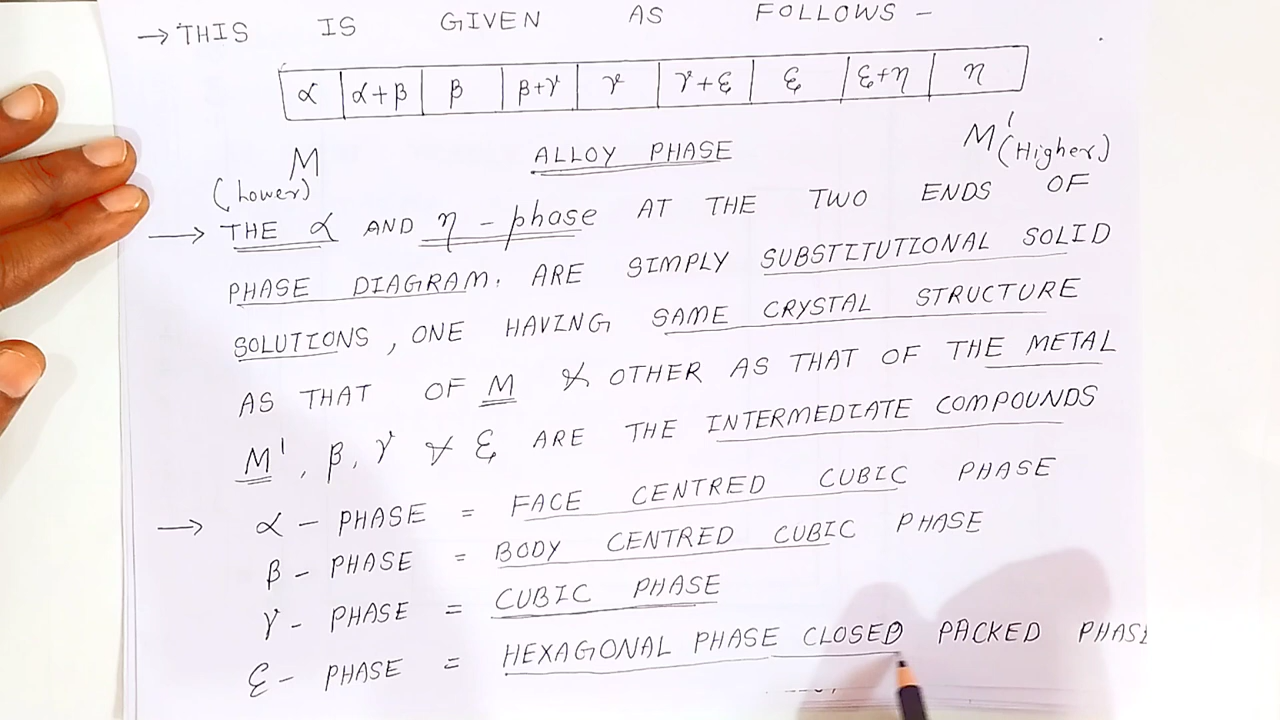 → THIS IS GIVEN AS FOLLOWS -
α | α+β | β | β+γ | γ | γ+ε | ε | ε+η | η
M (Lower) ALLOY PHASE M' (Higher)
→ THE α AND η - phase AT THE TWO ENDS OF
PHASE DIAGRAM. ARE SIMPLY SUBSTITUTIONAL SOLID
SOLUTIONS, ONE HAVING SAME CRYSTAL STRUCTURE
AS THAT OF M & OTHER AS THAT OF THE METAL
M', β, γ & ε ARE THE INTERMEDIATE COMPOUNDS
→ α - PHASE = FACE CENTRED CUBIC PHASE
β - PHASE = BODY CENTRED CUBIC PHASE
γ - PHASE = CUBIC PHASE
ε - PHASE = HEXAGONAL PHASE CLOSED PACKED PHASE